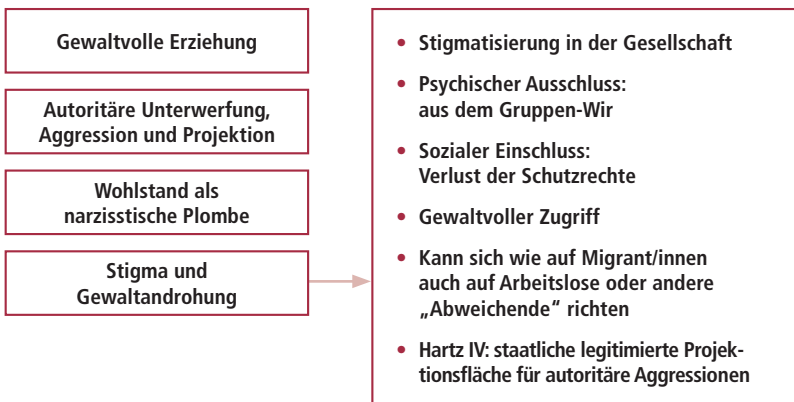 Gewaltvolle Erziehung
Autoritäre Unterwerfung,
Aggression und Projektion
Wohlstand als
narzisstische Plombe
Stigma und
Gewaltandrohung
• Stigmatisierung in der Gesellschaft
• Psychischer Ausschluss:
aus dem Gruppen-Wir
• Sozialer Einschluss:
Verlust der Schutzrechte
• Gewaltvoller Zugriff
• Kann sich wie auf Migrant/innen
auch auf Arbeitslose oder andere
„Abweichende“ richten
• Hartz IV: staatliche legitimierte Projek-
tionsfläche für autoritäre Aggressionen